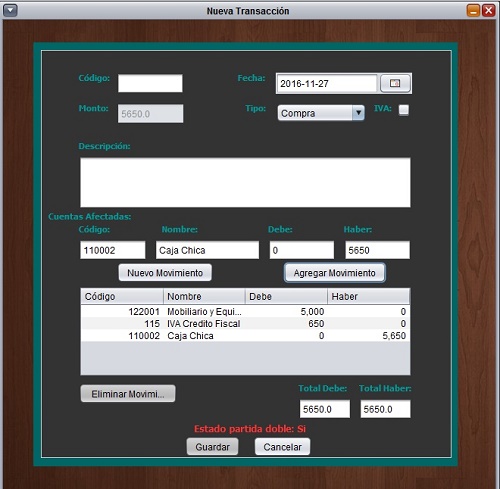 Nueva Transacción
Código: Fecha: 2016-11-27
Monto: 5650.0 Tipo: Compra IVA:
Descripción:
Cuentas Afectadas:
Código: Nombre: Debe: Haber:
110002 Caja Chica 0 5650
Nuevo Movimiento Agregar Movimiento
Código Nombre Debe Haber
122001 Mobiliario y Equi... 5,000 0
115 IVA Credito Fiscal 650 0
110002 Caja Chica 0 5,650
Eliminar Movimi... Total Debe: Total Haber:
5650.0 5650.0
Estado partida doble: Si
Guardar Cancelar